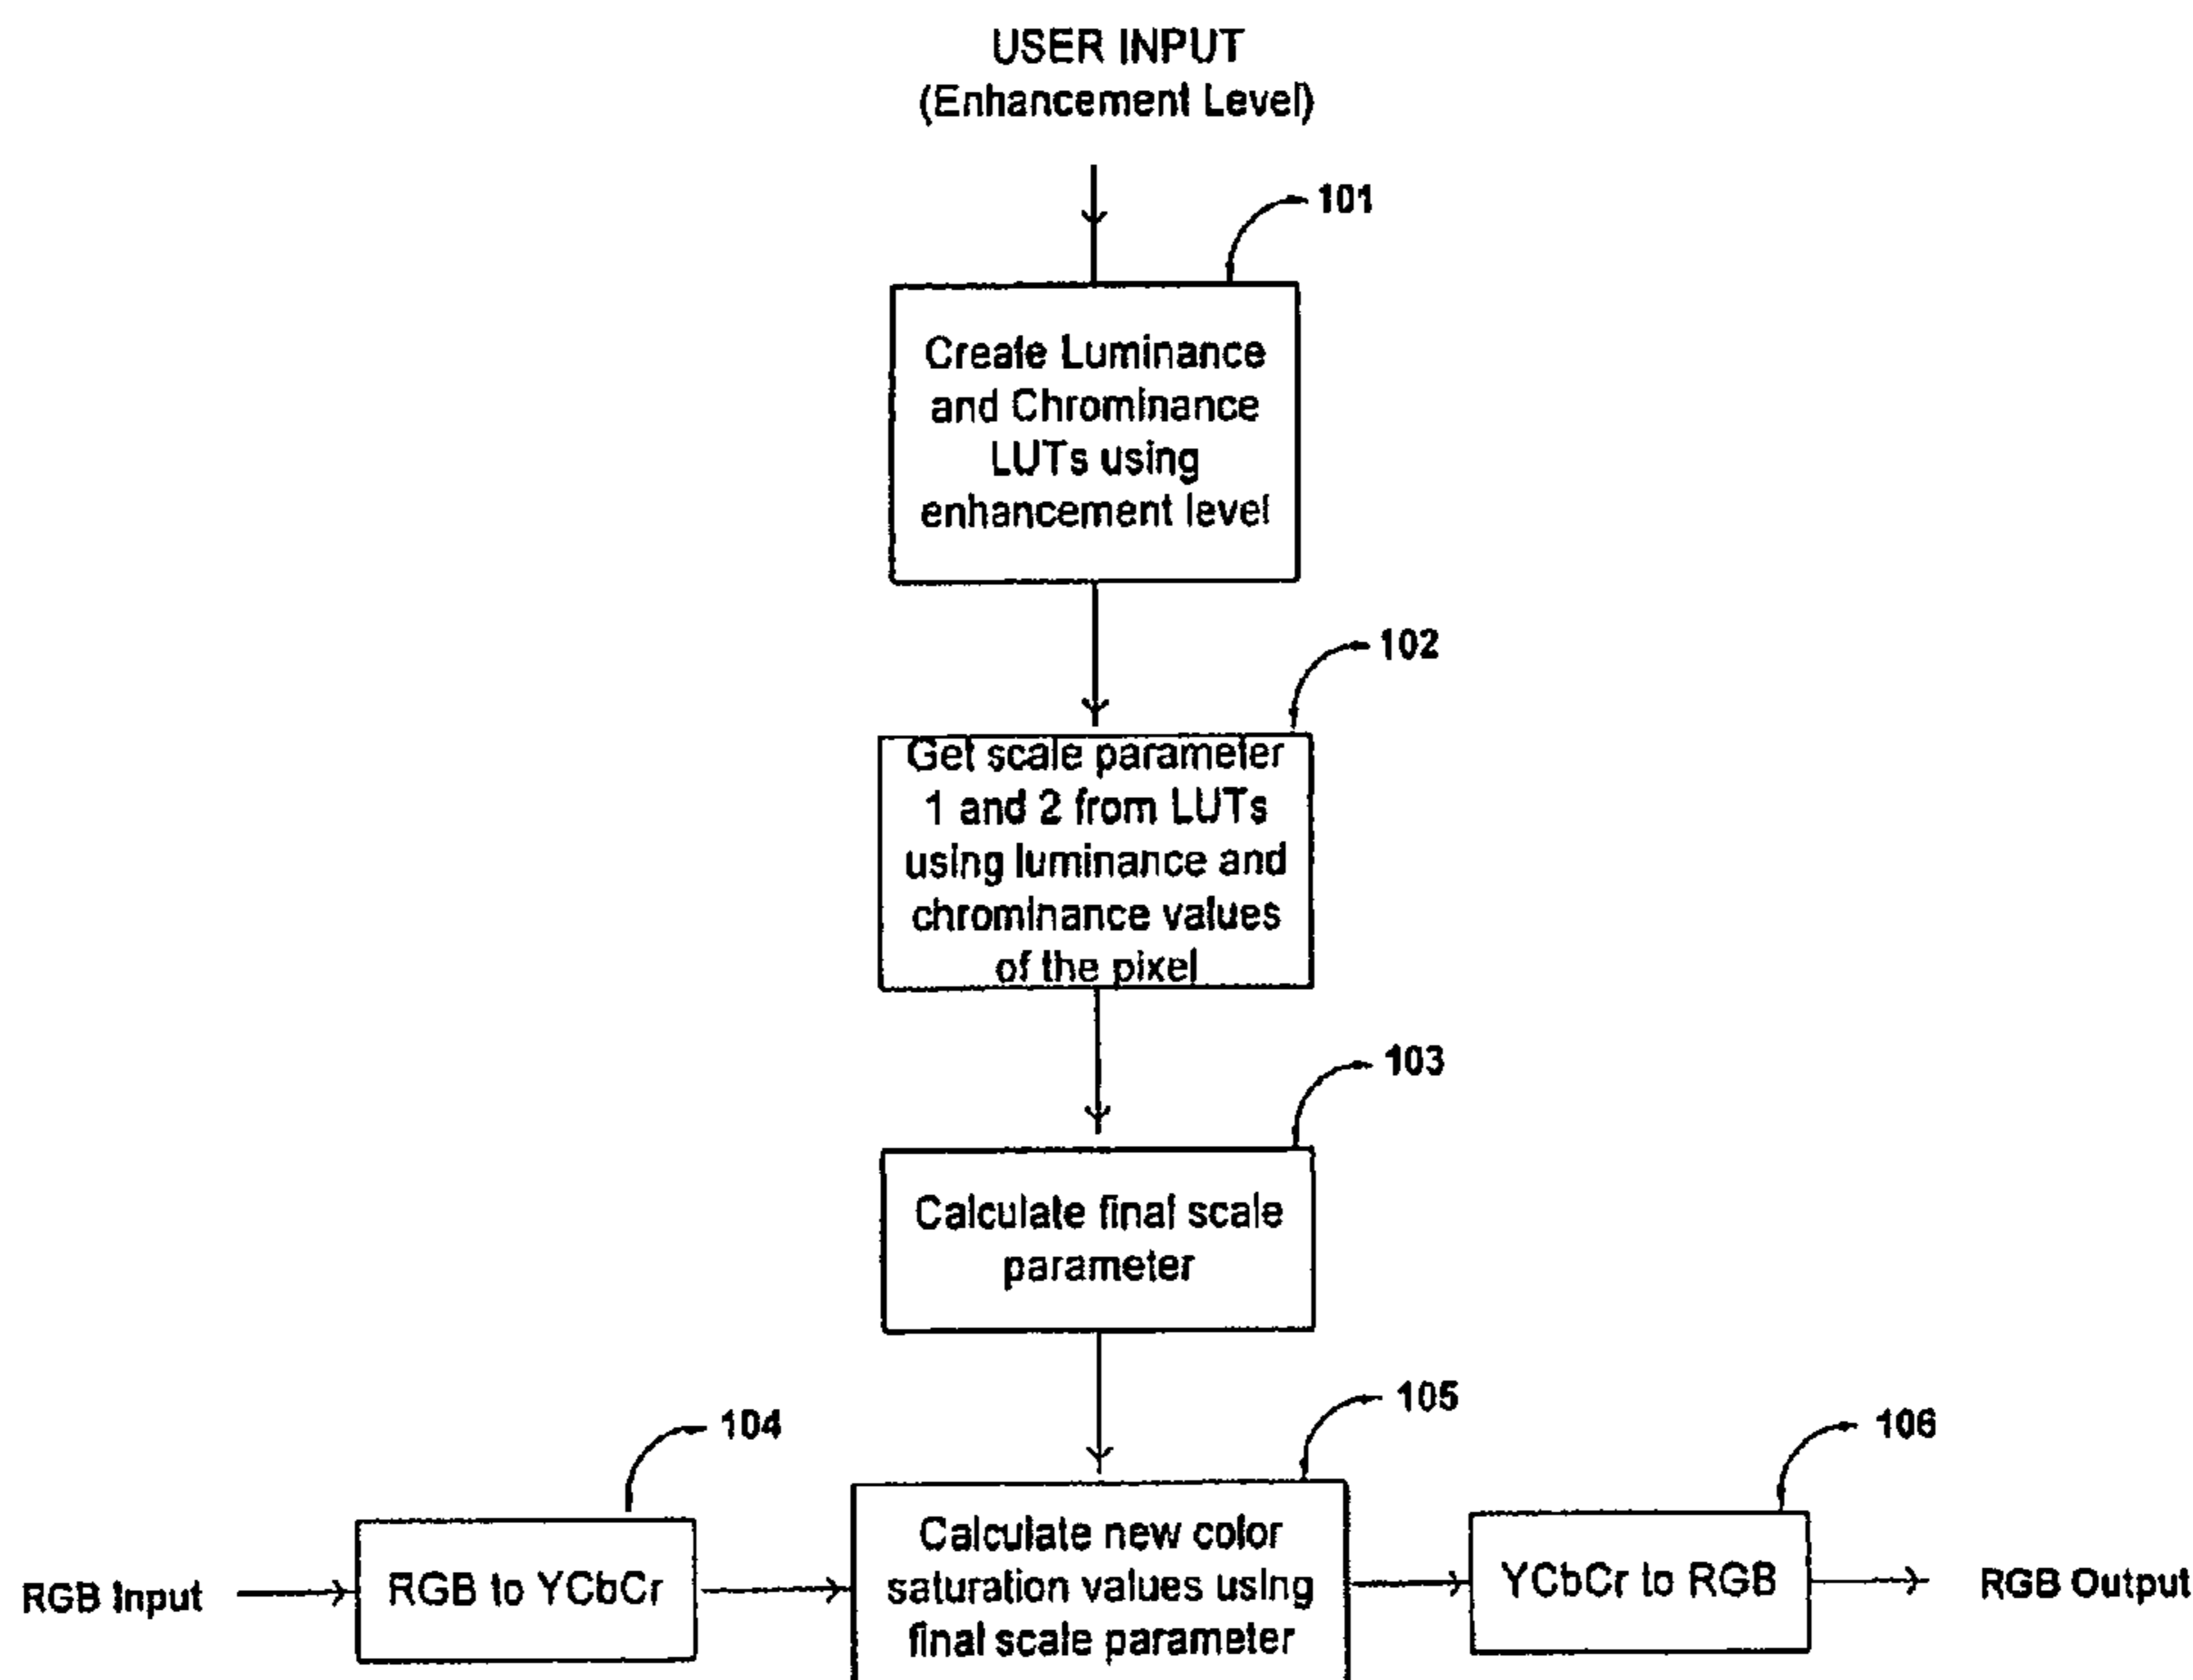 USER INPUT
(Enhancement Level)
101
Create Luminance
and Chrominance
LUTs using
enhancement level
102
Get scale parameter
1 and 2 from LUTs
using luminance and
chrominance values
of the pixel
103
Calculate final scale
parameter
104
105
106
RGB Input
RGB to YCbCr
Calculate new color
saturation values using
final scale parameter
YCbCr to RGB
RGB Output